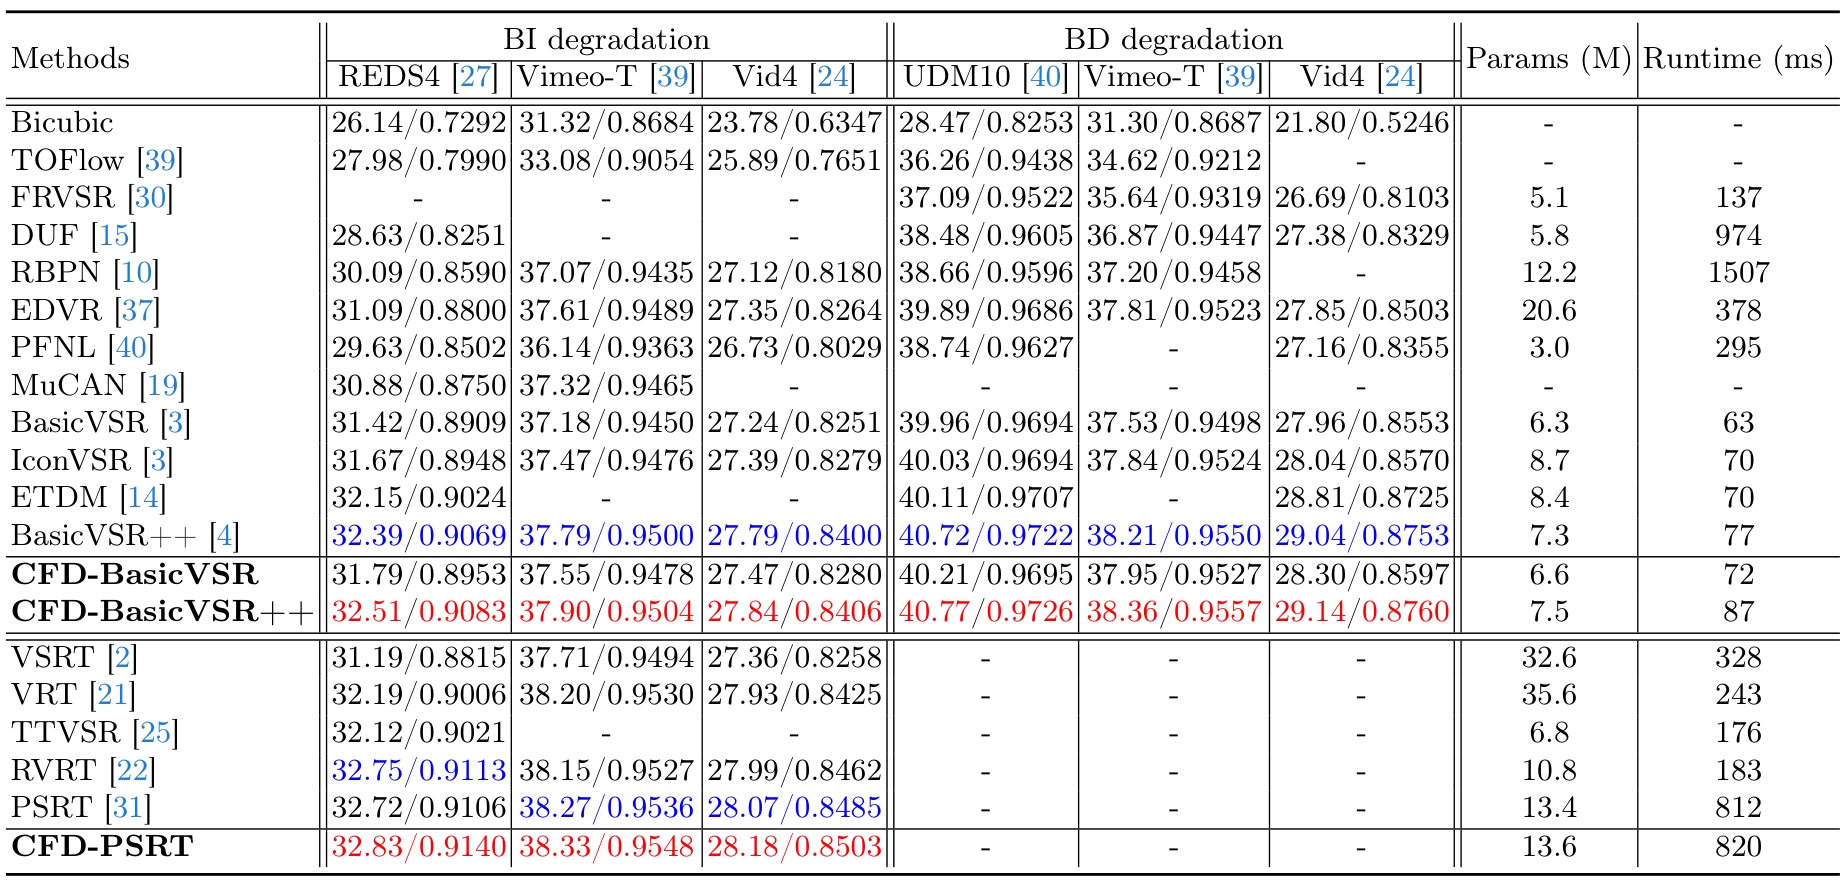 Methods BI degradation BD degradation Params (M) Runtime (ms)
REDS4 [27] Vimeo-T [39] Vid4 [24] UDM10 [40] Vimeo-T [39] Vid4 [24]
Bicubic 26.14/0.7292 31.32/0.8684 23.78/0.6347 28.47/0.8253 31.30/0.8687 21.80/0.5246 - -
TOFlow [39] 27.98/0.7990 33.08/0.9054 25.89/0.7651 36.26/0.9438 34.62/0.9212 - - -
FRVSR [30] - - - 37.09/0.9522 35.64/0.9319 26.69/0.8103 5.1 137
DUF [15] 28.63/0.8251 - - 38.48/0.9605 36.87/0.9447 27.38/0.8329 5.8 974
RBPN [10] 30.09/0.8590 37.07/0.9435 27.12/0.8180 38.66/0.9596 37.20/0.9458 - 12.2 1507
EDVR [37] 31.09/0.8800 37.61/0.9489 27.35/0.8264 39.89/0.9686 37.81/0.9523 27.85/0.8503 20.6 378
PFNL [40] 29.63/0.8502 36.14/0.9363 26.73/0.8029 38.74/0.9627 - 27.16/0.8355 3.0 295
MuCAN [19] 30.88/0.8750 37.32/0.9465 - - - - - -
BasicVSR [3] 31.42/0.8909 37.18/0.9450 27.24/0.8251 39.96/0.9694 37.53/0.9498 27.96/0.8553 6.3 63
IconVSR [3] 31.67/0.8948 37.47/0.9476 27.39/0.8279 40.03/0.9694 37.84/0.9524 28.04/0.8570 8.7 70
ETDM [14] 32.15/0.9024 - - 40.11/0.9707 - 28.81/0.8725 8.4 70
BasicVSR++ [4] 32.39/0.9069 37.79/0.9500 27.79/0.8400 40.72/0.9722 38.21/0.9550 29.04/0.8753 7.3 77
CFD-BasicVSR 31.79/0.8953 37.55/0.9478 27.47/0.8280 40.21/0.9695 37.95/0.9527 28.30/0.8597 6.6 72
CFD-BasicVSR++ 32.51/0.9083 37.90/0.9504 27.84/0.8406 40.77/0.9726 38.36/0.9557 29.14/0.8760 7.5 87
VSRT [2] 31.19/0.8815 37.71/0.9494 27.36/0.8258 - - - 32.6 328
VRT [21] 32.19/0.9006 38.20/0.9530 27.93/0.8425 - - - 35.6 243
TTVSR [25] 32.12/0.9021 - - - - - 6.8 176
RVRT [22] 32.75/0.9113 38.15/0.9527 27.99/0.8462 - - - 10.8 183
PSRT [31] 32.72/0.9106 38.27/0.9536 28.07/0.8485 - - - 13.4 812
CFD-PSRT 32.83/0.9140 38.33/0.9548 28.18/0.8503 - - - 13.6 820